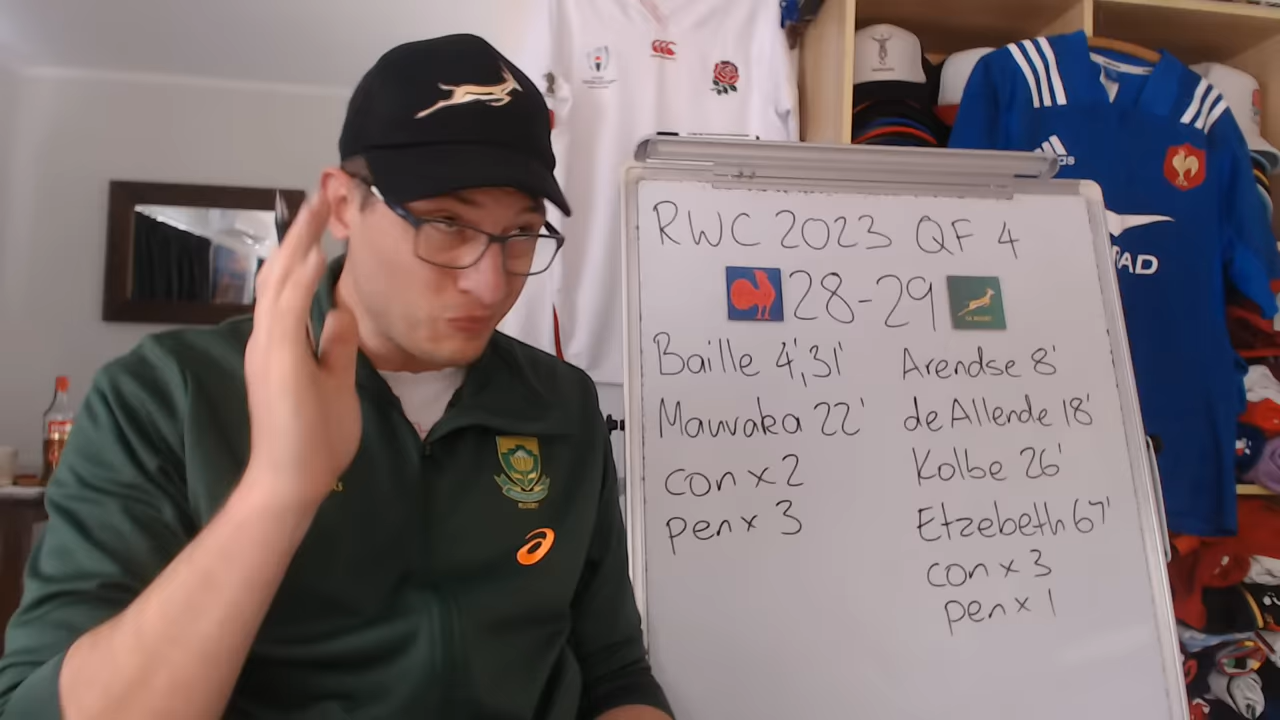 RWC 2023 QF 4
28-29
Baille 4',31'
Mauvaka 22'
con x 2
pen x 3
Arendse 8'
de Allende 18'
Kolbe 26'
Etzebeth 67'
con x 3
pen x 1